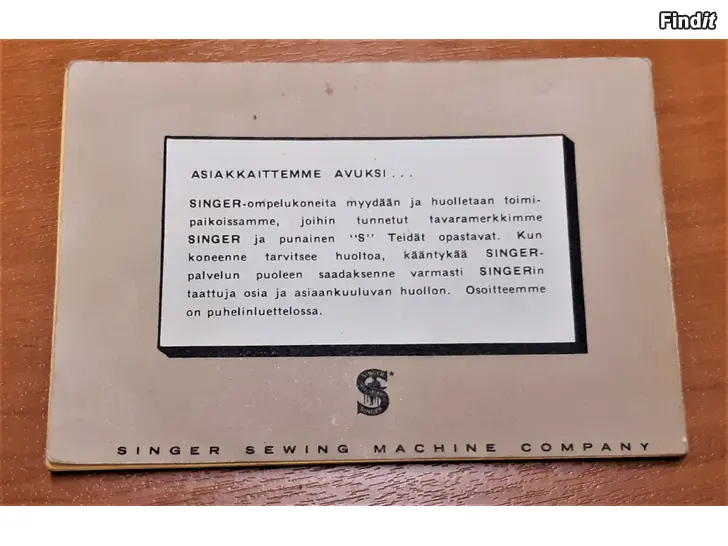 Findit
ASIAKKAITTEMME AVUKSI...
SINGER-ompelukoneita myydään ja huolletaan toimi-
paikoissamme, joihin tunnetut tavaramerkkimme
SINGER ja punainen "S" Teidät opastavat. Kun
koneenne tarvitsee huoltoa, kääntykää SINGER-
palvelun puoleen saadaksenne varmasti SINGERin
taattuja osia ja asiaankuuluvan huollon. Osoitteemme
on puhelinluettelossa.
SINGER
S*
SINGER
SINGER SEWING MACHINE COMPANY